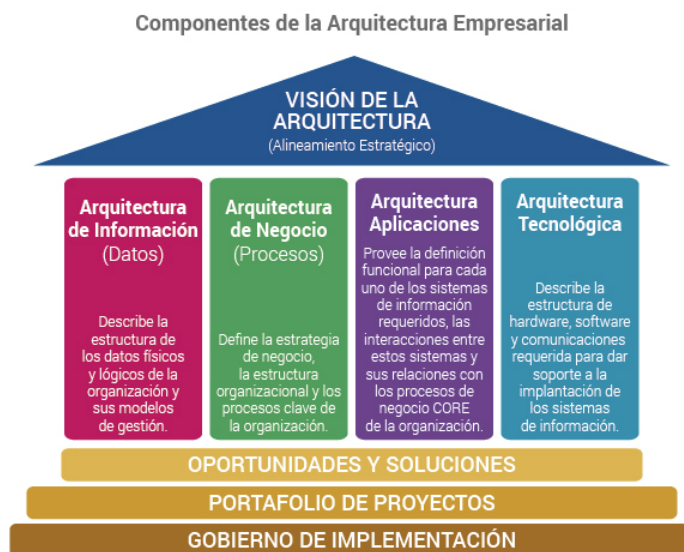 Componentes de la Arquitectura Empresarial
VISIÓN DE LA
ARQUITECTURA
(Alineamiento Estratégico)
Arquitectura
de Información
(Datos)
Describe la
estructura de
los datos físicos
y lógicos de la
organización y
sus modelos
de gestión.
Arquitectura
de Negocio
(Procesos)
Define la estrategia
de negocio,
la estructura
organizacional y los
procesos clave de
la organización.
Arquitectura
Aplicaciones
Provee la definición
funcional para cada
uno de los sistemas
de información
requeridos, las
interacciones entre
estos sistemas y
sus relaciones con
los procesos de
negocio CORE
de la organización.
Arquitectura
Tecnológica
Describe la
estructura de
hardware, software
y comunicaciones
requerida para dar
soporte a la
implantación de
los sistemas
de información.
OPORTUNIDADES Y SOLUCIONES
PORTAFOLIO DE PROYECTOS
GOBIERNO DE IMPLEMENTACIÓN